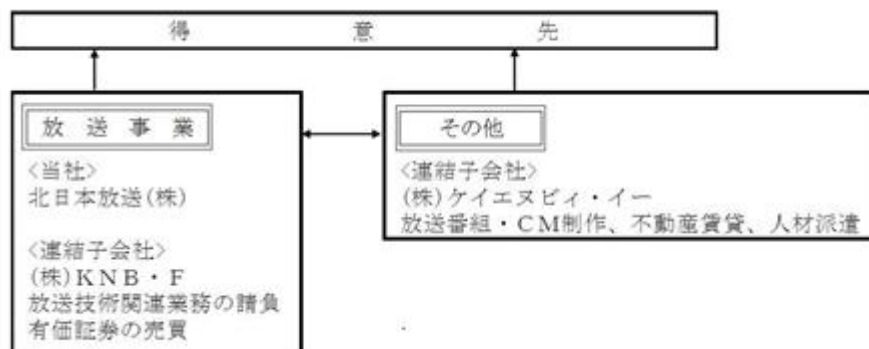 得意先
放送事業
<当社>
北日本放送(株)
<連結子会社>
(株)KNB・F
放送技術関連業務の請負
有価証券の売買
その他
<連結子会社>
(株)ケイエヌビィ・イー
放送番組・CM制作、不動産賃貸、人材派遣